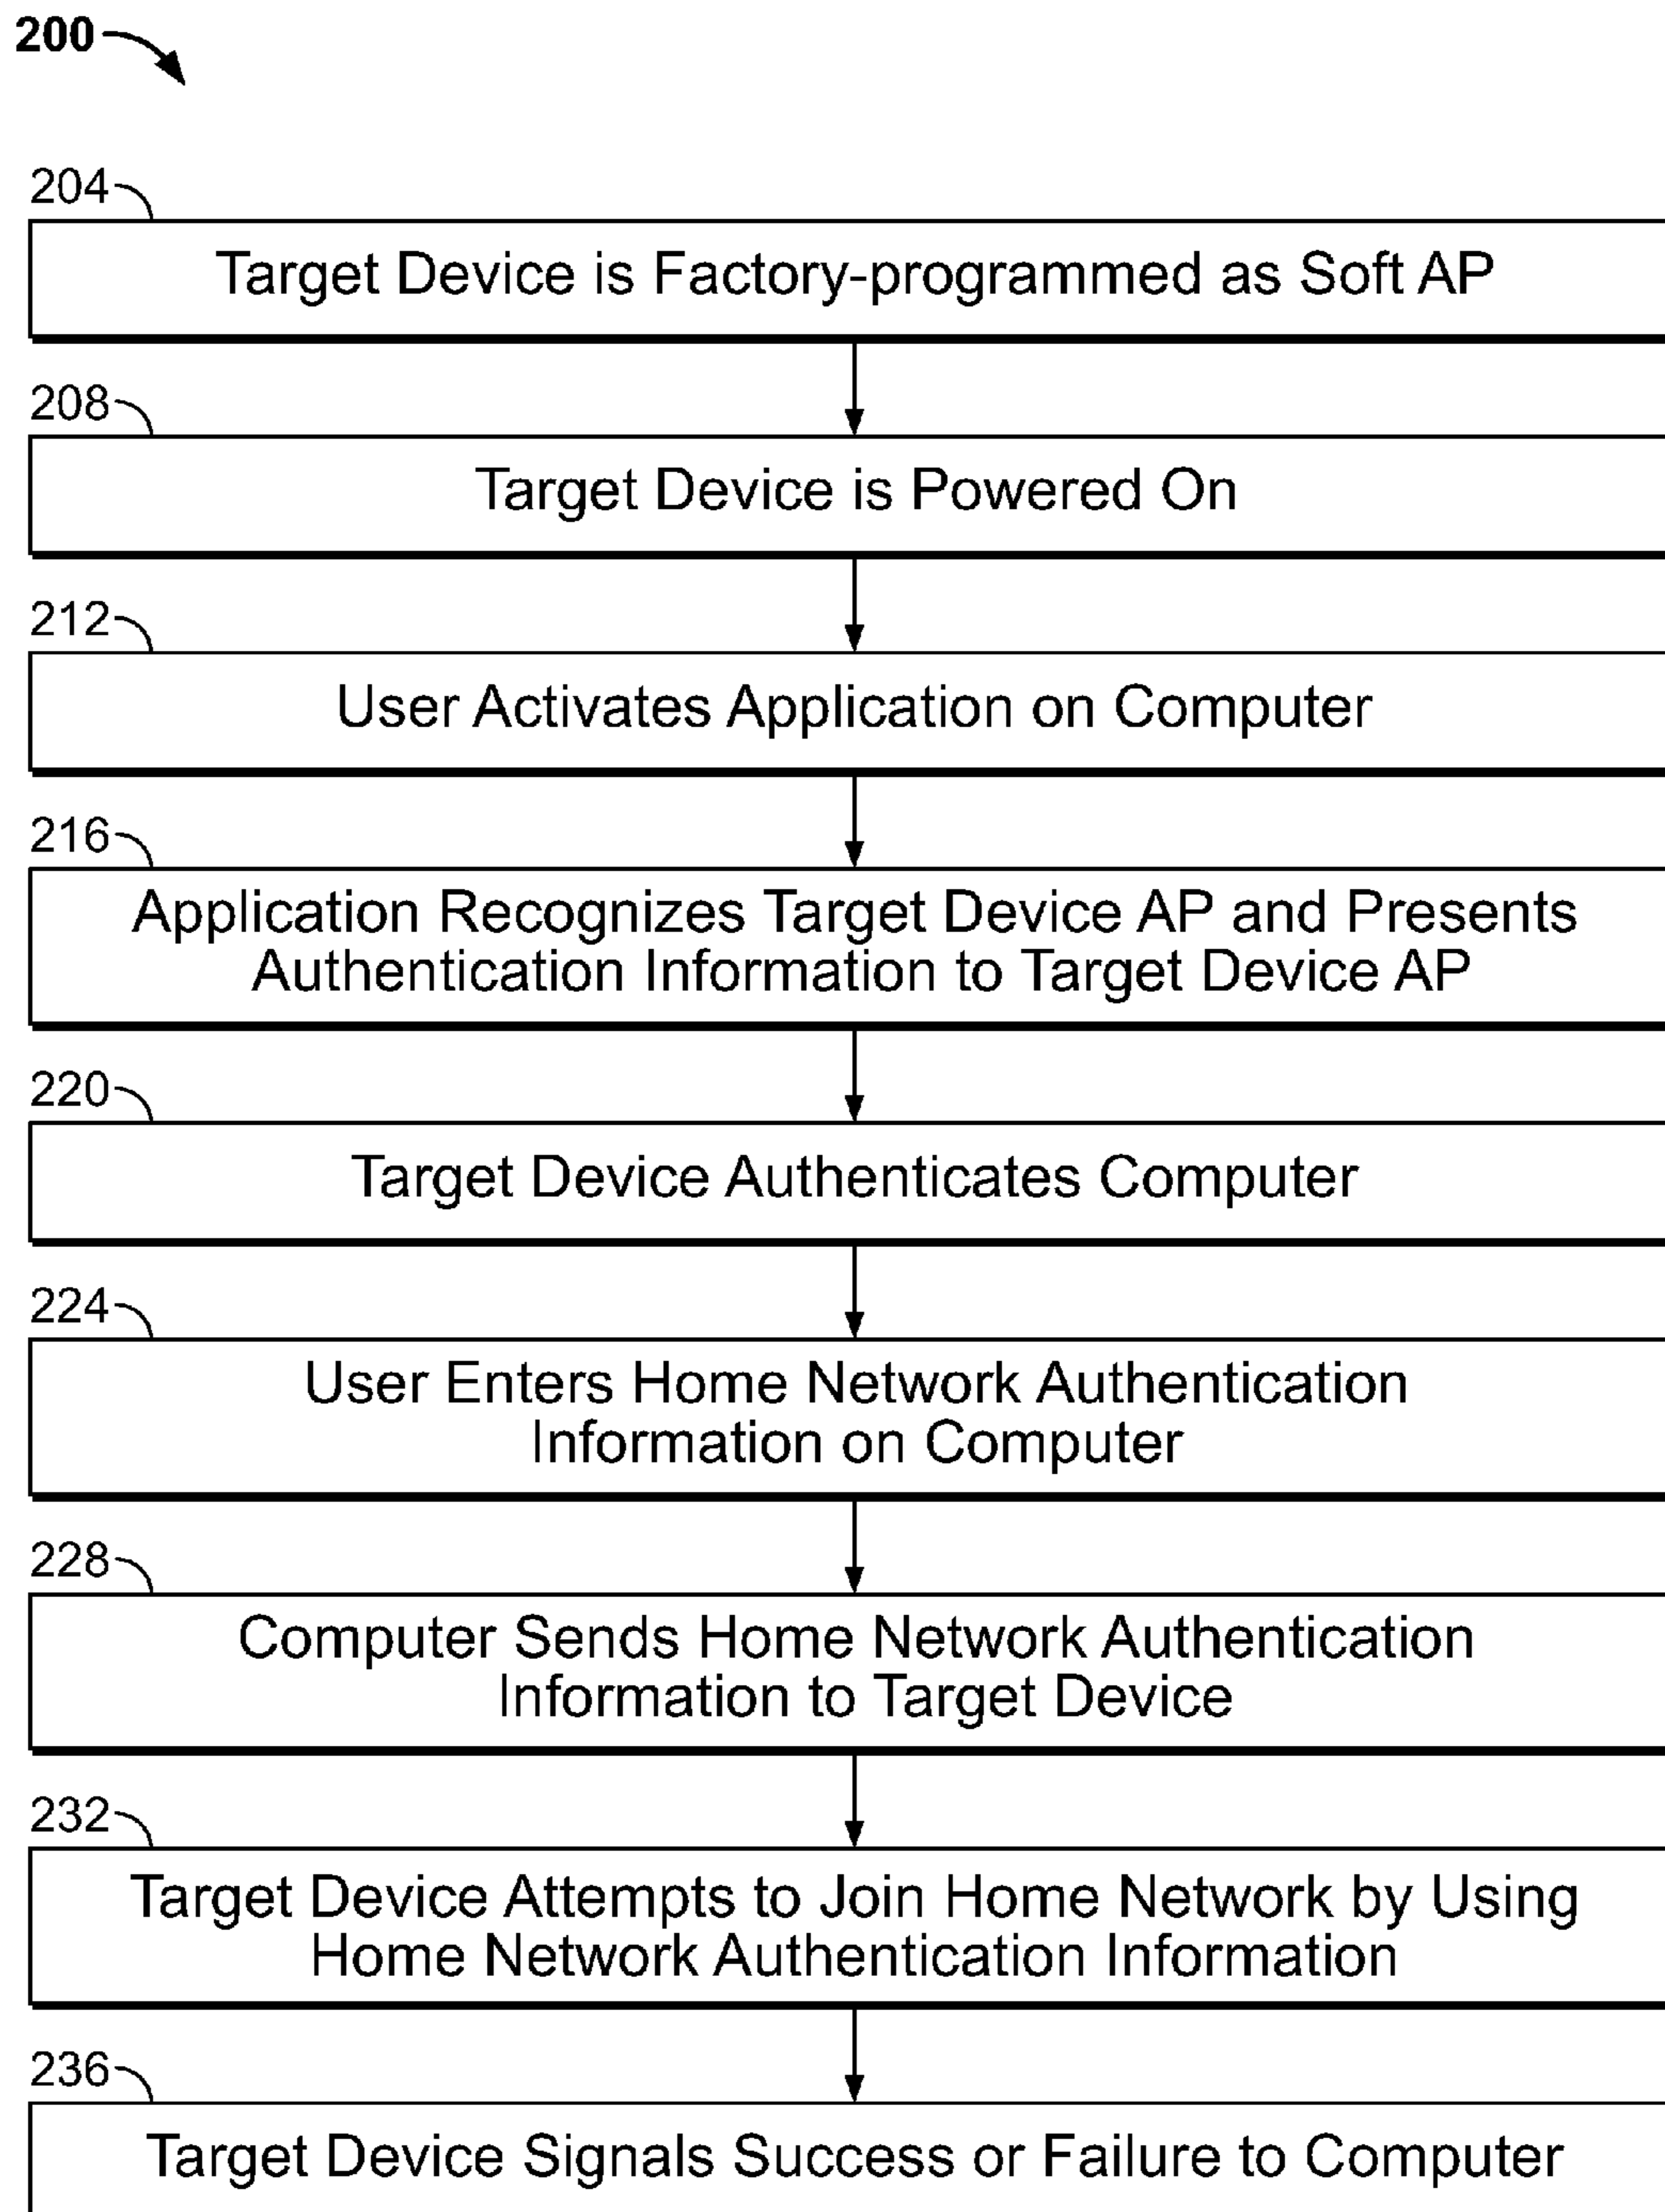 200
204
Target Device is Factory-programmed as Soft AP
208
Target Device is Powered On
212
User Activates Application on Computer
216
Application Recognizes Target Device AP and Presents
Authentication Information to Target Device AP
220
Target Device Authenticates Computer
224
User Enters Home Network Authentication
Information on Computer
228
Computer Sends Home Network Authentication
Information to Target Device
232
Target Device Attempts to Join Home Network by Using
Home Network Authentication Information
236
Target Device Signals Success or Failure to Computer